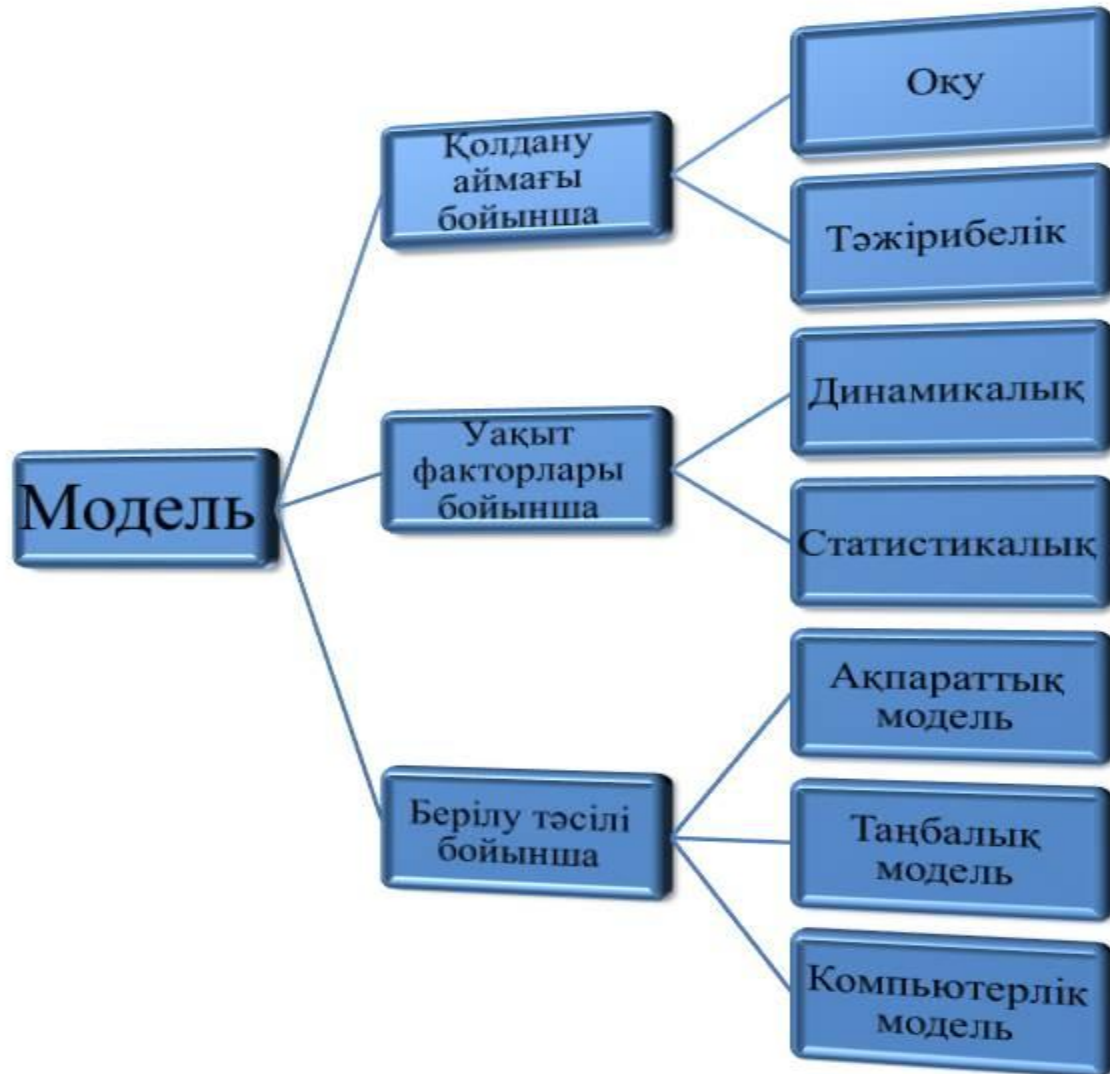 Модель
Қолдану
аймағы
бойынша
Оқу
Тәжірибелік
Уақыт
факторлары
бойынша
Динамикалық
Статистикалық
Берілу тәсілі
бойынша
Ақпараттық
модель
Таңбалық
модель
Компьютерлік
модель